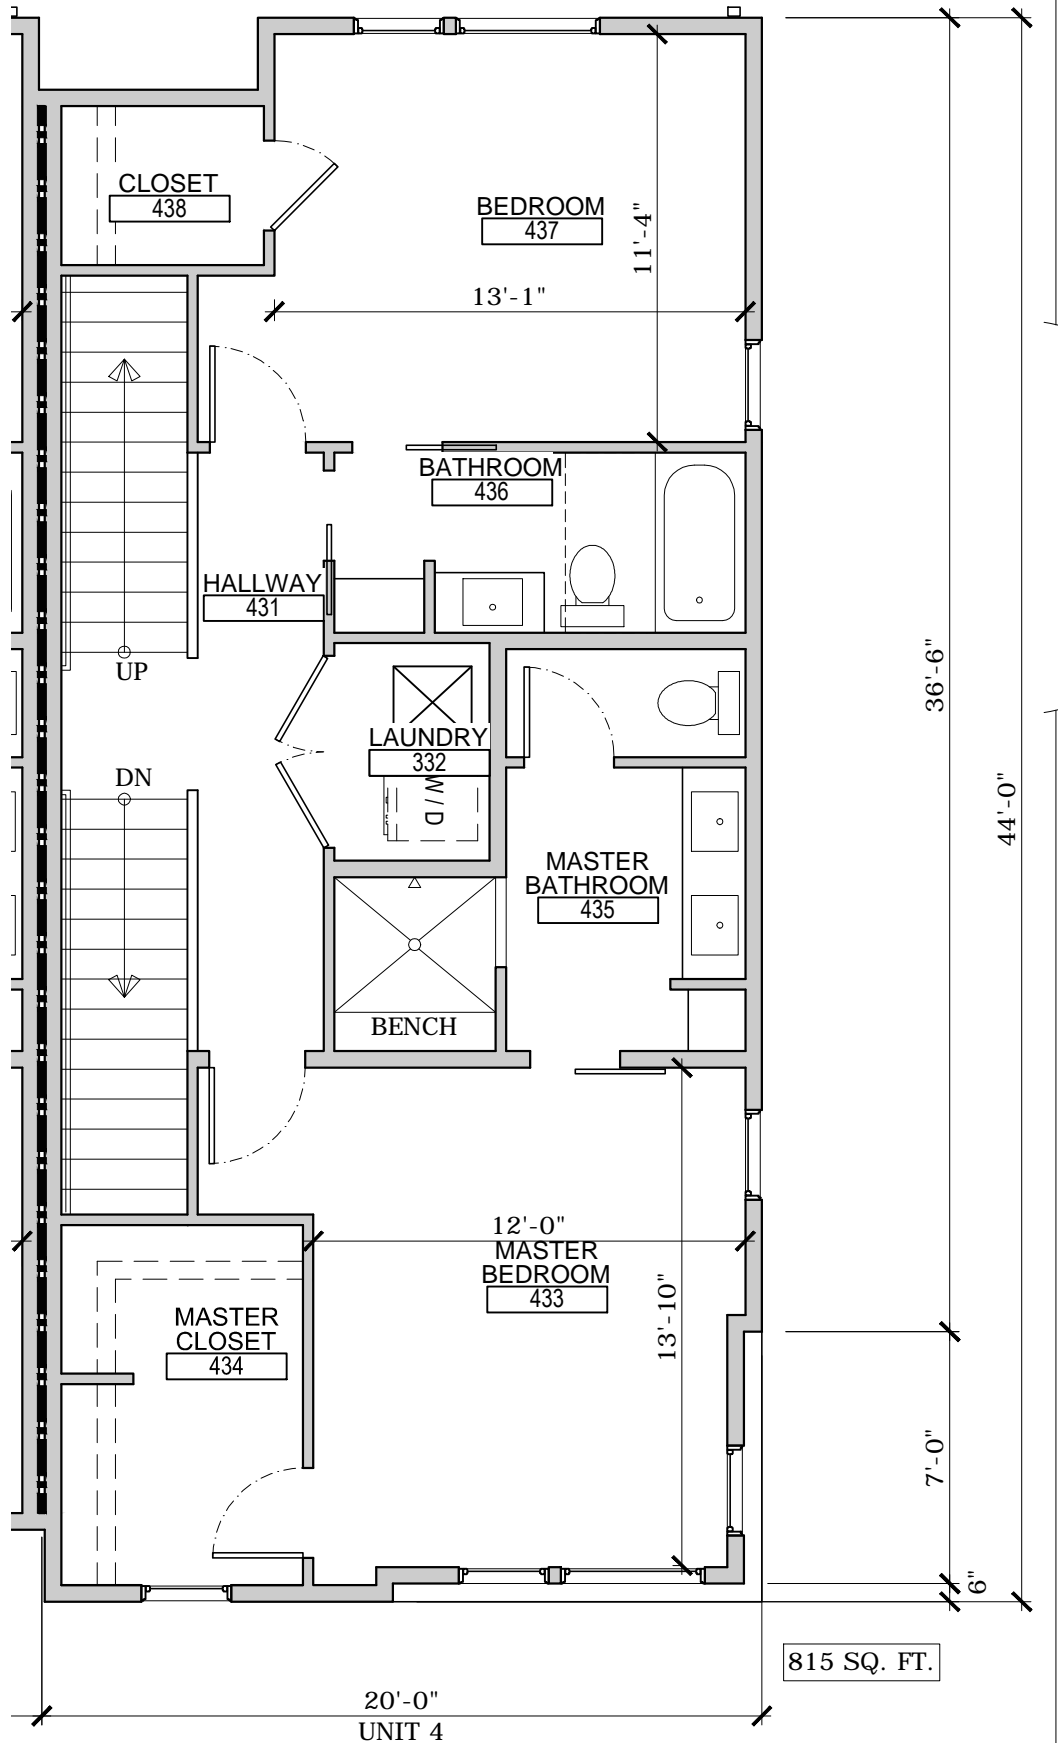 CLOSET
438
BEDROOM
437
11'-4"
13'-1"
BATHROOM
436
HALLWAY
431
UP
36'-6"
LAUNDRY
332
W/D
DN
44'-0"
MASTER
BATHROOM
435
BENCH
12'-0"
MASTER
BEDROOM
433
13'-10"
MASTER
CLOSET
434
7'-0"
6"
815 SQ. FT.
20'-0"
UNIT 4